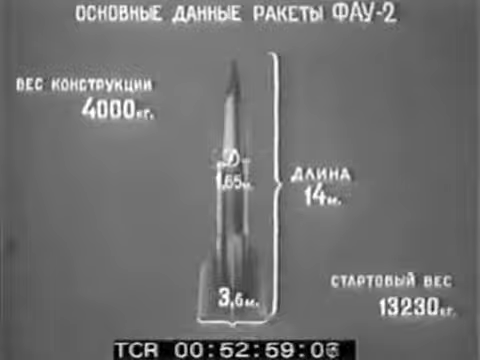 ОСНОВНЫЕ ДАННЫЕ РАКЕТЫ ФАУ-2
ВЕС КОНСТРУКЦИИ
4000кг.
Д
1,65м.
ДЛИНА
14м.
3,6м.
СТАРТОВЫЙ ВЕС
13230кг.
TCR 00:52:59:06